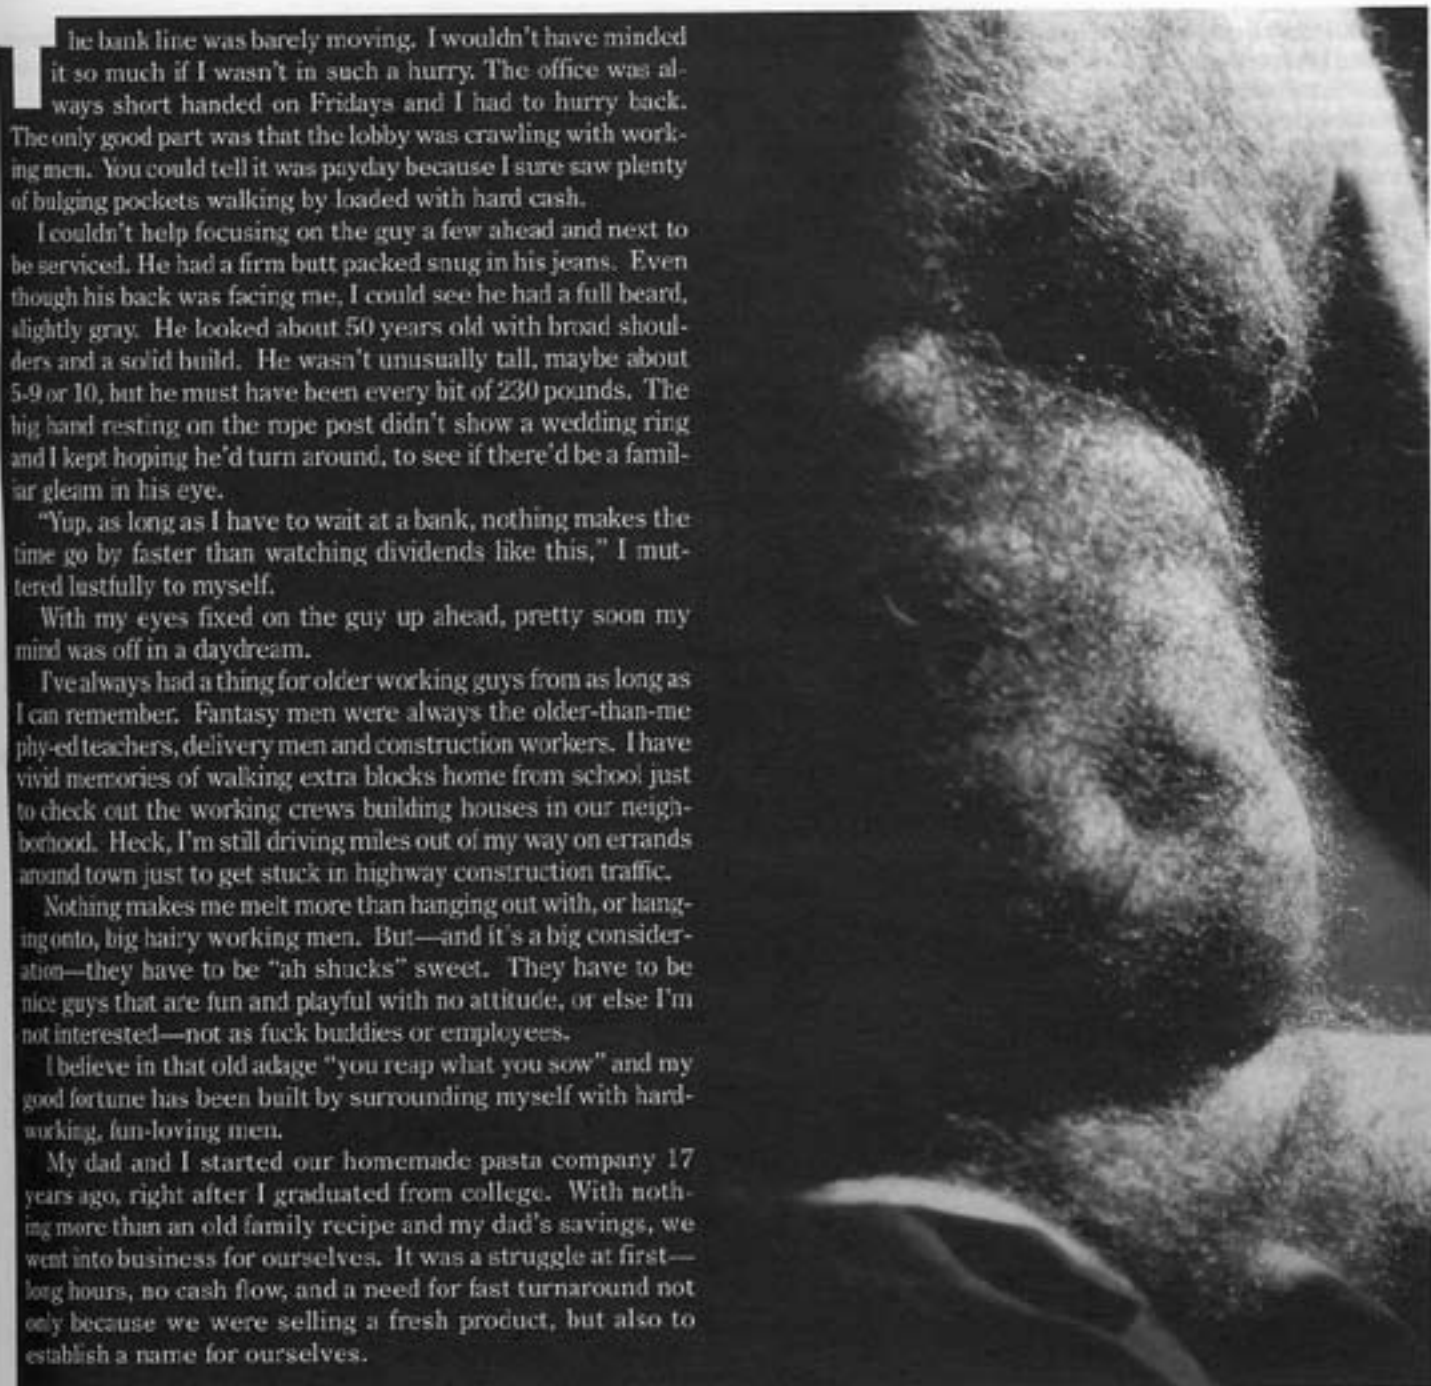 The bank line was barely moving. I wouldn't have minded
it so much if I wasn't in such a hurry. The office was al-
ways short handed on Fridays and I had to hurry back.
The only good part was that the lobby was crawling with work-
ing men. You could tell it was payday because I sure saw plenty
of bulging pockets walking by loaded with hard cash.
I couldn't help focusing on the guy a few ahead and next to
be serviced. He had a firm butt packed snug in his jeans. Even
though his back was facing me, I could see he had a full beard,
slightly gray. He looked about 50 years old with broad shoul-
ders and a solid build. He wasn't unusually tall, maybe about
5-9 or 10, but he must have been every bit of 230 pounds. The
big hand resting on the rope post didn't show a wedding ring
and I kept hoping he'd turn around, to see if there'd be a famil-
iar gleam in his eye.
"Yup, as long as I have to wait at a bank, nothing makes the
time go by faster than watching dividends like this," I mut-
tered lustfully to myself.
With my eyes fixed on the guy up ahead, pretty soon my
mind was off in a daydream.
I've always had a thing for older working guys from as long as
I can remember. Fantasy men were always the older-than-me
phy-ed teachers, delivery men and construction workers. I have
vivid memories of walking extra blocks home from school just
to check out the working crews building houses in our neigh-
borhood. Heck, I'm still driving miles out of my way on errands
around town just to get stuck in highway construction traffic.
Nothing makes me melt more than hanging out with, or hang-
ing onto, big hairy working men. But—and it's a big consider-
ation—they have to be "ah shucks" sweet. They have to be
nice guys that are fun and playful with no attitude, or else I'm
not interested—not as fuck buddies or employees.
I believe in that old adage "you reap what you sow" and my
good fortune has been built by surrounding myself with hard-
working, fun-loving men.
My dad and I started our homemade pasta company 17
years ago, right after I graduated from college. With noth-
ing more than an old family recipe and my dad's savings, we
went into business for ourselves. It was a struggle at first—
long hours, no cash flow, and a need for fast turnaround not
only because we were selling a fresh product, but also to
establish a name for ourselves.